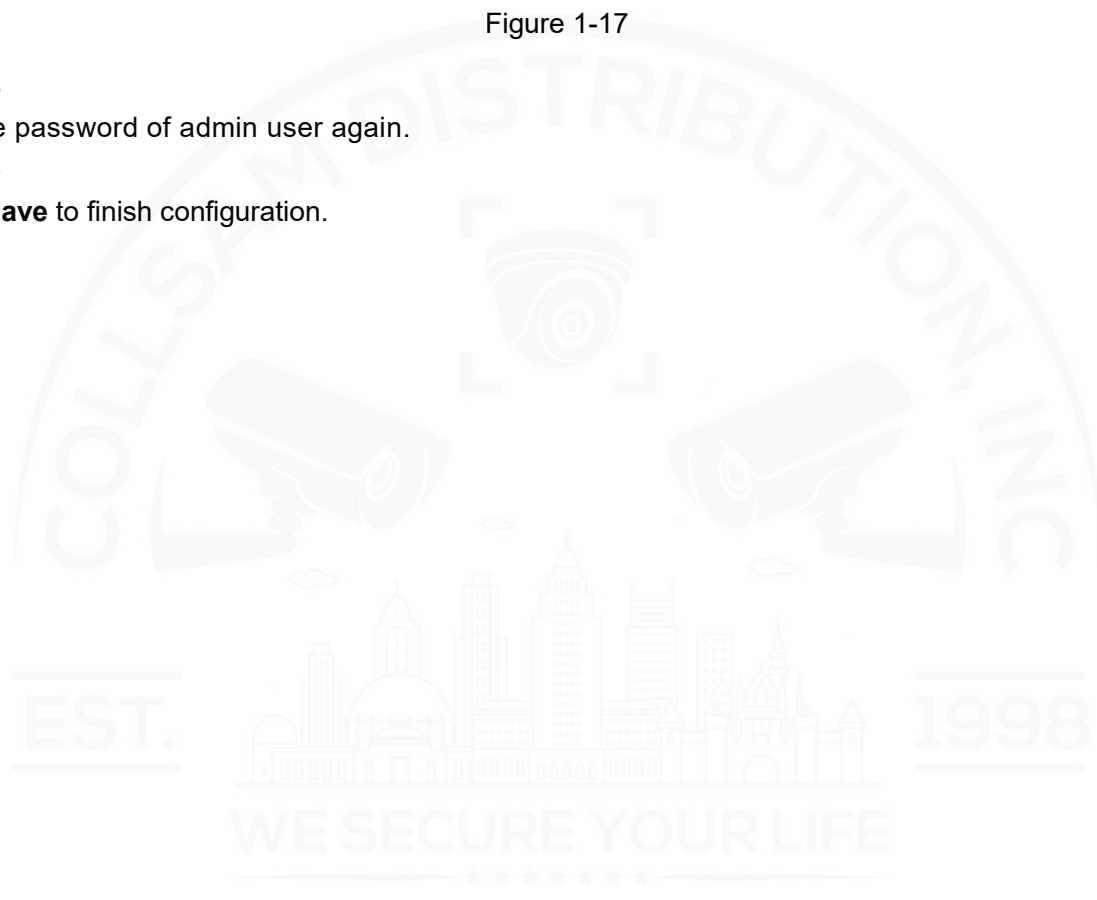 Figure 1-17
e password of admin user again.
ave to finish configuration.
COLLSAM DISTRIBUTION, INC
EST.
1998
WE SECURE YOUR LIFE